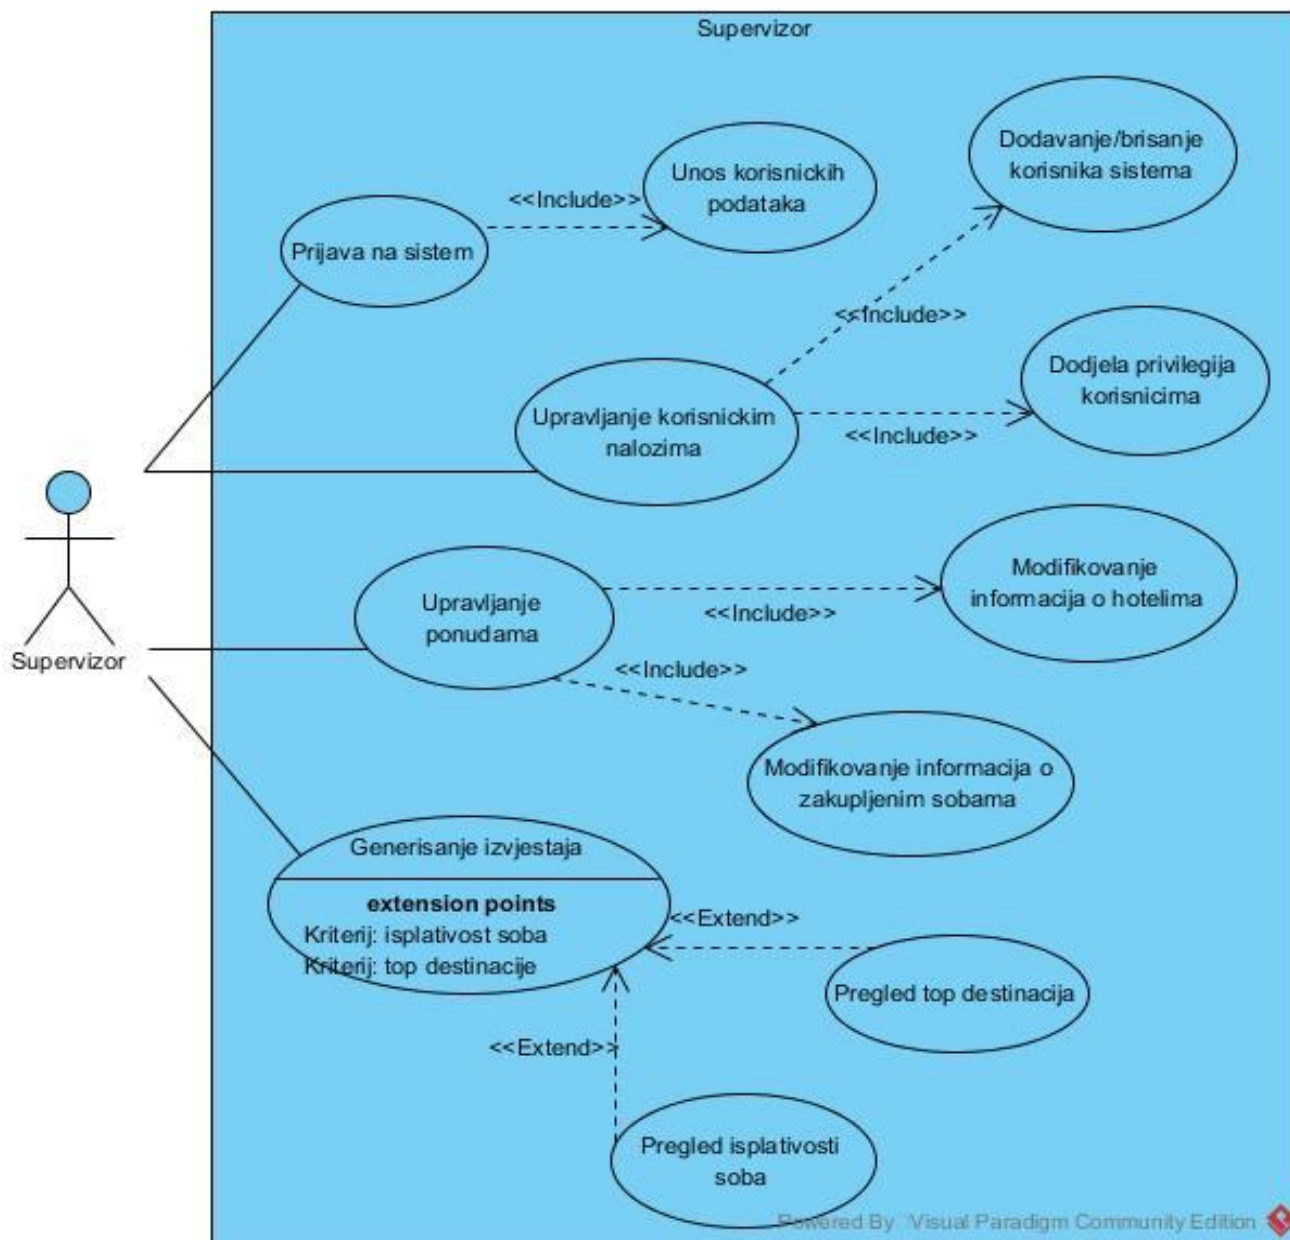 Supervizor
Dodavanje/brisanje
korisnika sistema
Unos korisnickih
podataka
<<Include>>
Prijava na sistem
<<Include>>
Dodjela privilegija
korisnicima
Upravljanje korisnickim
nalozima
<<Include>>
Modifikovanje
informacija o hotelima
Upravljanje
ponudama
<<Include>>
Supervizor
<<Include>>
Modifikovanje informacija o
zakupljenim sobama
Generisanje izvjestaja
extension points
Kriterij: isplativost soba
Kriterij: top destinacije
<<Extend>>
Pregled top destinacija
<<Extend>>
Pregled isplativosti
soba
Powered By Visual Paradigm Community Edition